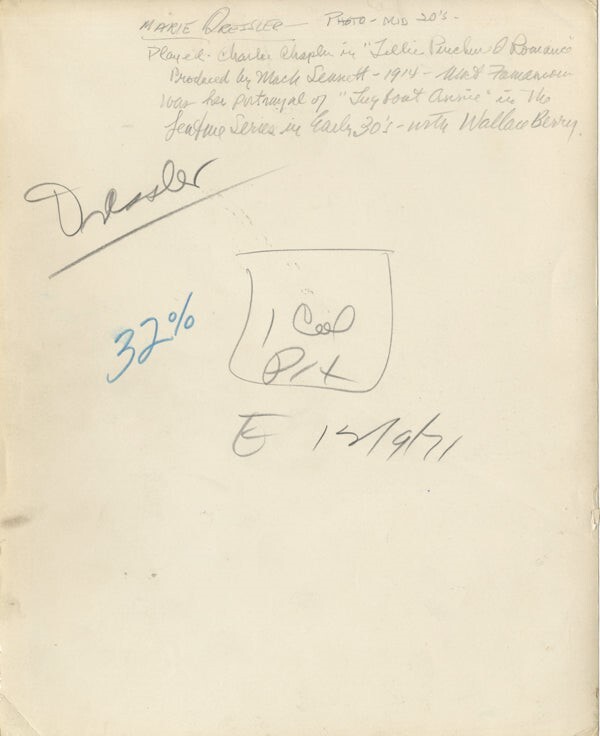 MARIE DRESSLER — PHOTO - MID 20's -
Played - Charlie Chaplin in "Tillie Puncher O Romance"
Produced by Mack Sennett - 1914 - Most Famous
was her portrayal of "Tugboat Annie" in the
feature Series in Early 30's - with Wallace Berry.
Dressler
32%
1 Col
Pix
E 12/9/71